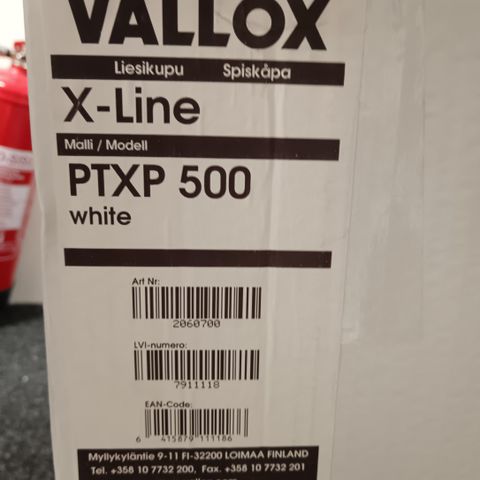 VALLOX
Liesikupu Spiskåpa
X-Line
Malli / Modell
PTXP 500
white
Art Nr:
2060700
LVI-numero:
7911118
EAN-Code:
6 415879 111186
Myllykyläntie 9-11 FI-32200 LOIMAA FINLAND
Tel. +358 10 7732 200, Fax. +358 10 7732 201